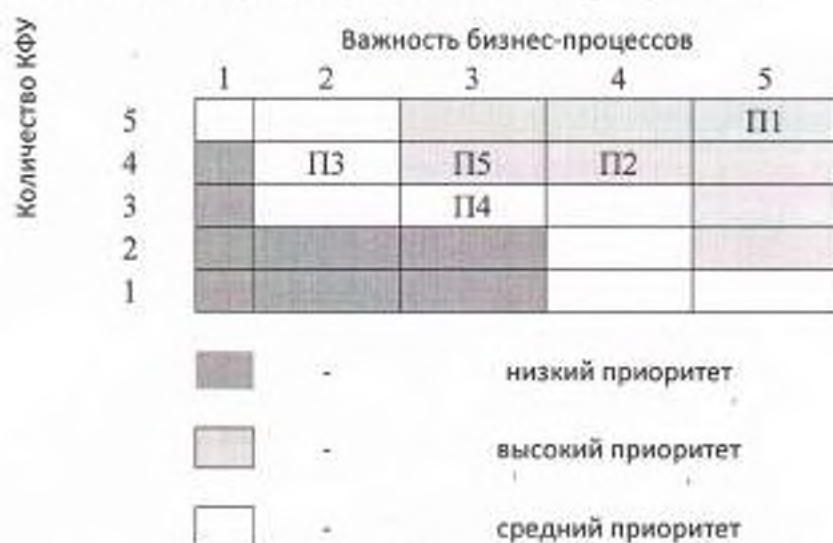 Важность бизнес-процессов
Количество КФУ
1 2 3 4 5
5 П1
4 П3 П5 П2
3 П4
2
1
- низкий приоритет
- высокий приоритет
- средний приоритет